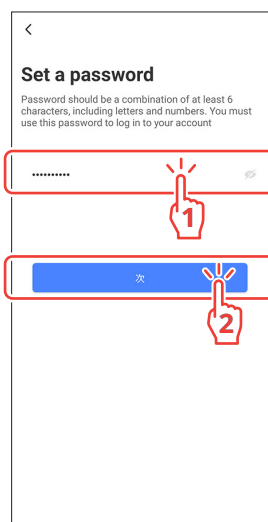 Set a password
Password should be a combination of at least 6
characters, including letters and numbers. You must
use this password to log in to your account
••••••••••
1
次
2